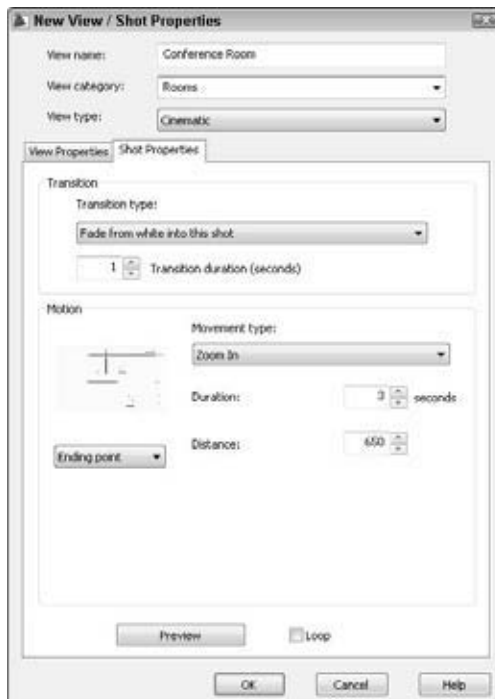 New View / Shot Properties
View name: Conference Room
View category: Rooms
View type: Cinematic
View Properties Shot Properties
Transition
Transition type:
Fade from white into this shot
1 Transition duration (seconds)
Motion
Movement type:
Zoom In
Duration: 3 seconds
Ending point Distance: 650
Preview Loop
OK Cancel Help